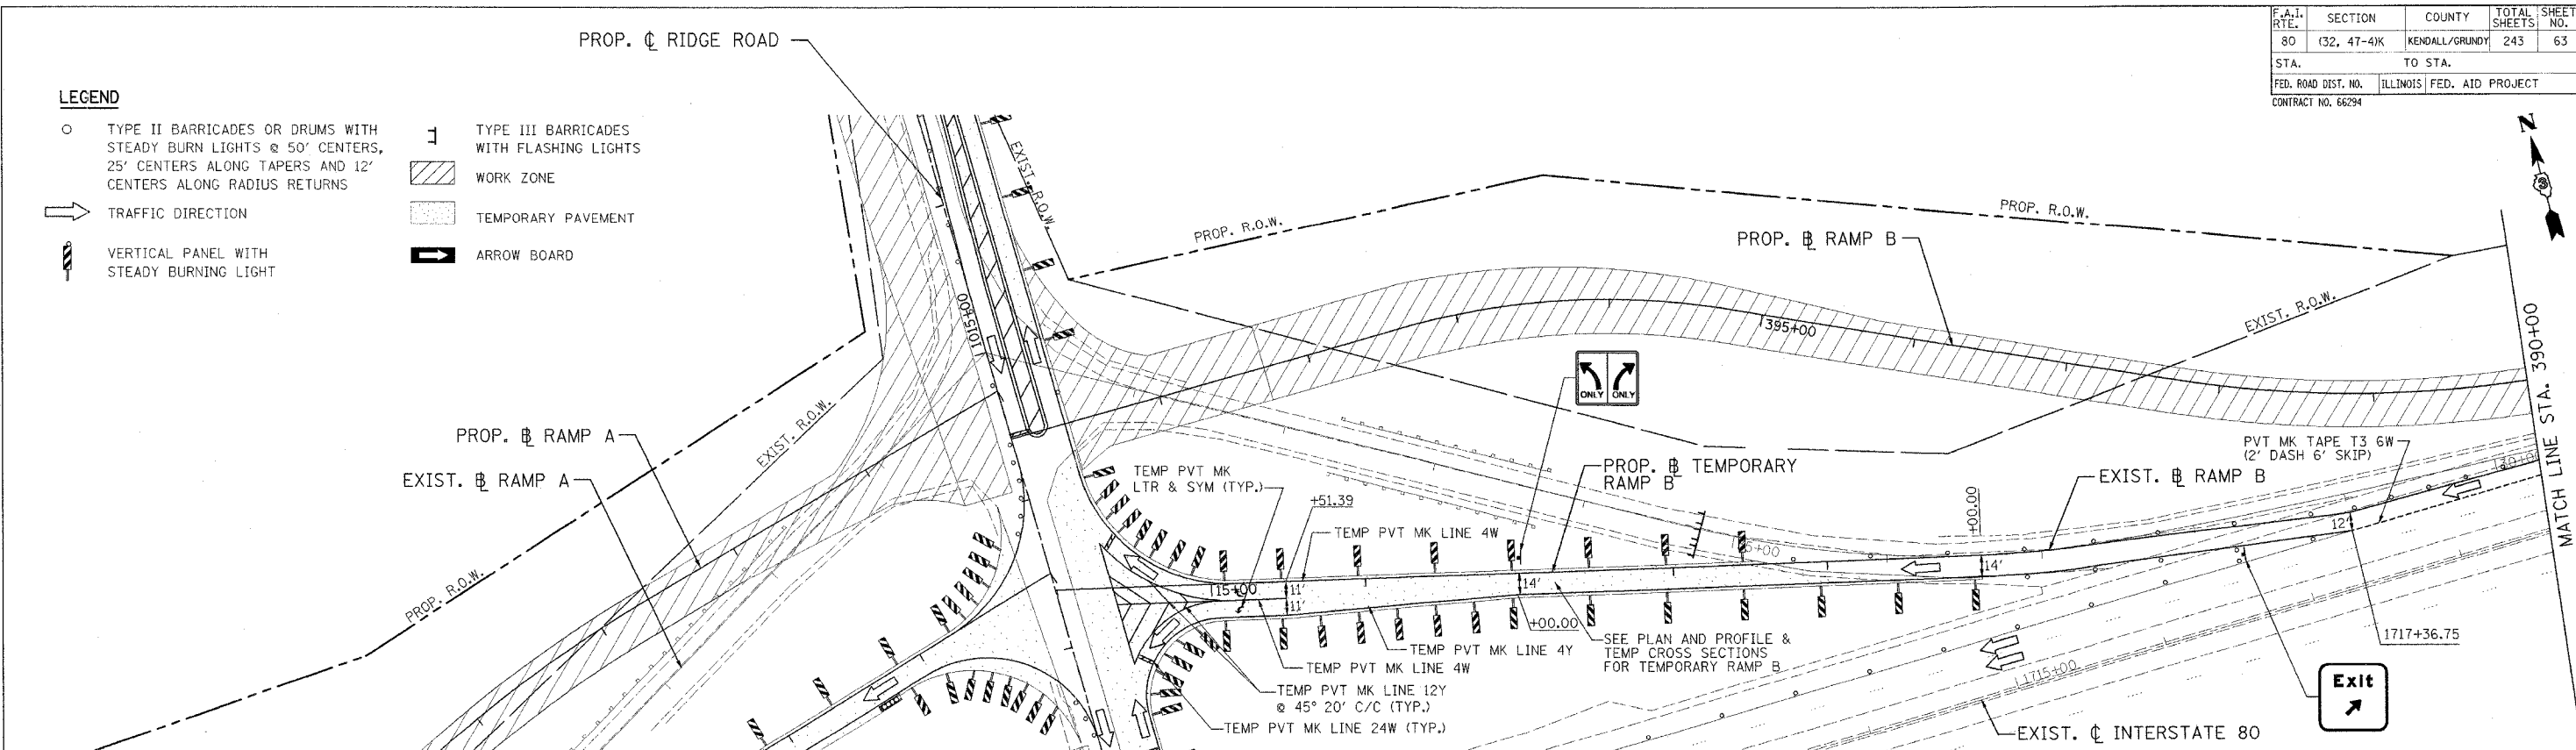 F.A.I. RTE. SECTION COUNTY TOTAL SHEETS SHEET NO.
80 (32, 47-4)K KENDALL/GRUNDY 243 63
STA. TO STA.
FED. ROAD DIST. NO. ILLINOIS FED. AID PROJECT
CONTRACT NO. 66294
PROP. ℄ RIDGE ROAD
LEGEND
TYPE II BARRICADES OR DRUMS WITH
STEADY BURN LIGHTS @ 50' CENTERS,
25' CENTERS ALONG TAPERS AND 12'
CENTERS ALONG RADIUS RETURNS
TRAFFIC DIRECTION
VERTICAL PANEL WITH
STEADY BURNING LIGHT
TYPE III BARRICADES
WITH FLASHING LIGHTS
WORK ZONE
TEMPORARY PAVEMENT
ARROW BOARD
N
3
EXIST. R.O.W.
PROP. R.O.W.
PROP. R.O.W.
PROP. B̵L RAMP B
EXIST. R.O.W.
1015+00
395+00
MATCH LINE STA. 390+00
ONLY ONLY
PROP. B̵L RAMP A
EXIST. R.O.W.
EXIST. B̵L RAMP A
PROP. R.O.W.
TEMP PVT MK
LTR & SYM (TYP.)
+51.39
TEMP PVT MK LINE 4W
PROP. B̵L TEMPORARY
RAMP B
+00.00
EXIST. B̵L RAMP B
PVT MK TAPE T3 6W
(2' DASH 6' SKIP)
12'
15+00
11'
11'
14'
14'
+00.00
TEMP PVT MK LINE 4Y
TEMP PVT MK LINE 4W
TEMP PVT MK LINE 12Y
@ 45° 20' C/C (TYP.)
TEMP PVT MK LINE 24W (TYP.)
SEE PLAN AND PROFILE &
TEMP CROSS SECTIONS
FOR TEMPORARY RAMP B
1717+36.75
1715+00
Exit
EXIST. ℄ INTERSTATE 80